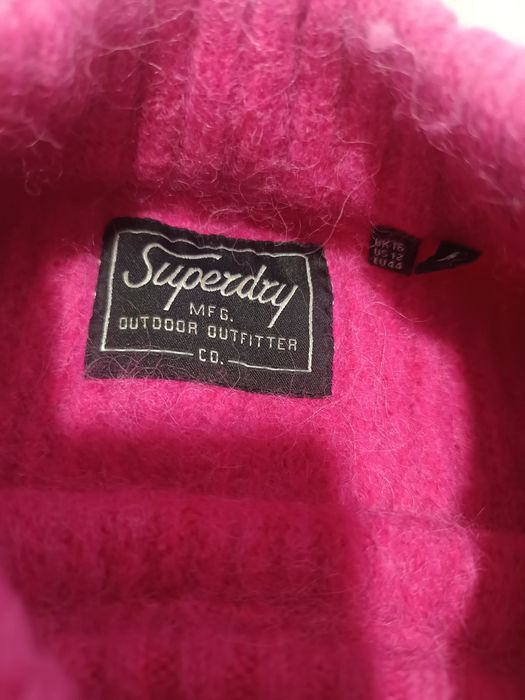 Superdry
MFG.
OUTDOOR OUTFITTER
CO.
UK 16
US 12
EU 44